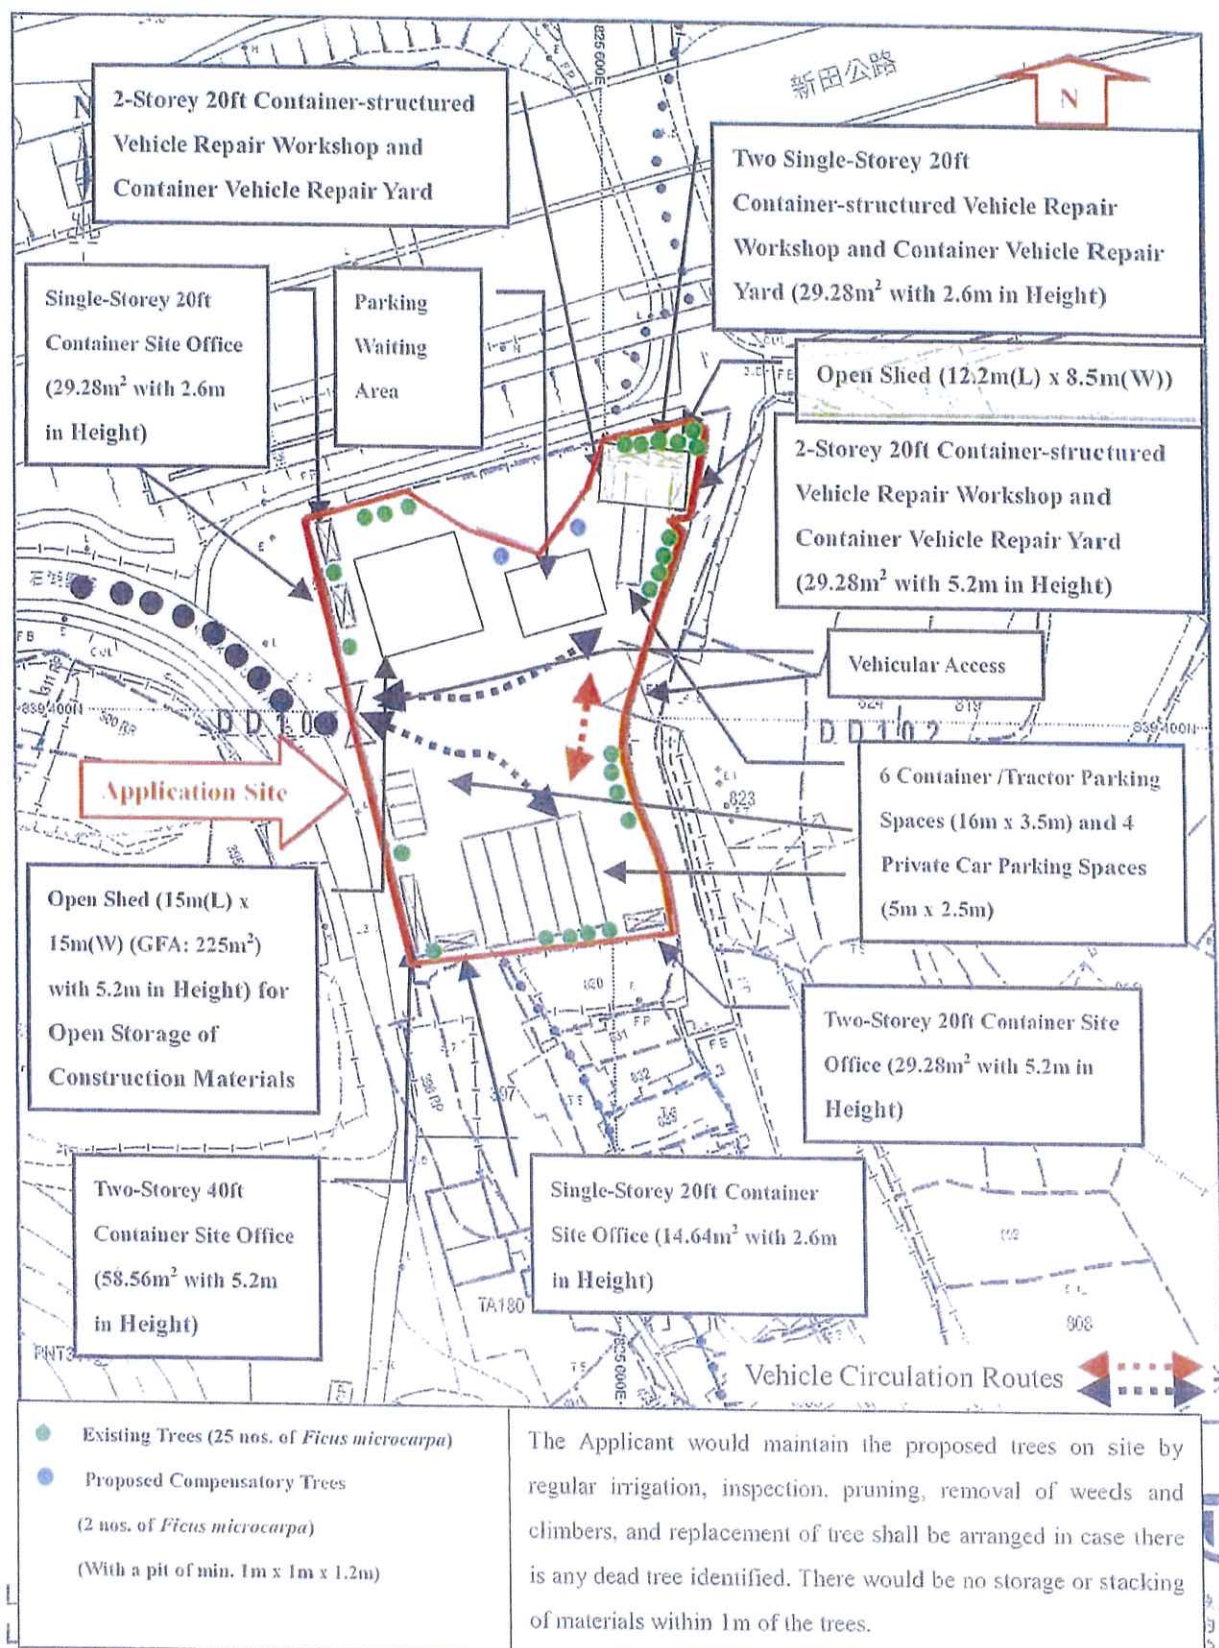 新田公路
N
N
825 600E
2-Storey 20ft Container-structured
Vehicle Repair Workshop and
Container Vehicle Repair Yard
Two Single-Storey 20ft
Container-structured Vehicle Repair
Workshop and Container Vehicle Repair
Yard (29.28m² with 2.6m in Height)
Single-Storey 20ft
Container Site Office
(29.28m² with 2.6m
in Height)
Parking
Waiting
Area
Open Shed (12.2m(L) x 8.5m(W))
2-Storey 20ft Container-structured
Vehicle Repair Workshop and
Container Vehicle Repair Yard
(29.28m² with 5.2m in Height)
Vehicular Access
FB
839 400N
DD10
DD102
839 400N
Application Site
823
6 Container /Tractor Parking
Spaces (16m x 3.5m) and 4
Private Car Parking Spaces
(5m x 2.5m)
Open Shed (15m(L) x
15m(W) (GFA: 225m²)
with 5.2m in Height) for
Open Storage of
Construction Materials
Two-Storey 20ft Container Site
Office (29.28m² with 5.2m in
Height)
Two-Storey 40ft
Container Site Office
(58.56m² with 5.2m
in Height)
Single-Storey 20ft Container
Site Office (14.64m² with 2.6m
in Height)
TA180
808
Vehicle Circulation Routes
Existing Trees (25 nos. of Ficus microcarpa)
Proposed Compensatory Trees
(2 nos. of Ficus microcarpa)
(With a pit of min. 1m x 1m x 1.2m)
The Applicant would maintain the proposed trees on site by
regular irrigation, inspection, pruning, removal of weeds and
climbers, and replacement of tree shall be arranged in case there
is any dead tree identified. There would be no storage or stacking
of materials within 1m of the trees.